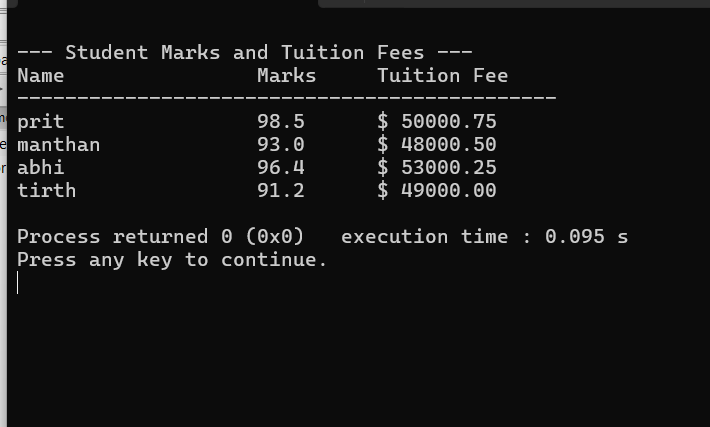 --- Student Marks and Tuition Fees ---
Name                Marks     Tuition Fee
---------------------------------------------
prit                98.5      $ 50000.75
manthan             93.0      $ 48000.50
abhi                96.4      $ 53000.25
tirth               91.2      $ 49000.00
Process returned 0 (0x0)   execution time : 0.095 s
Press any key to continue.